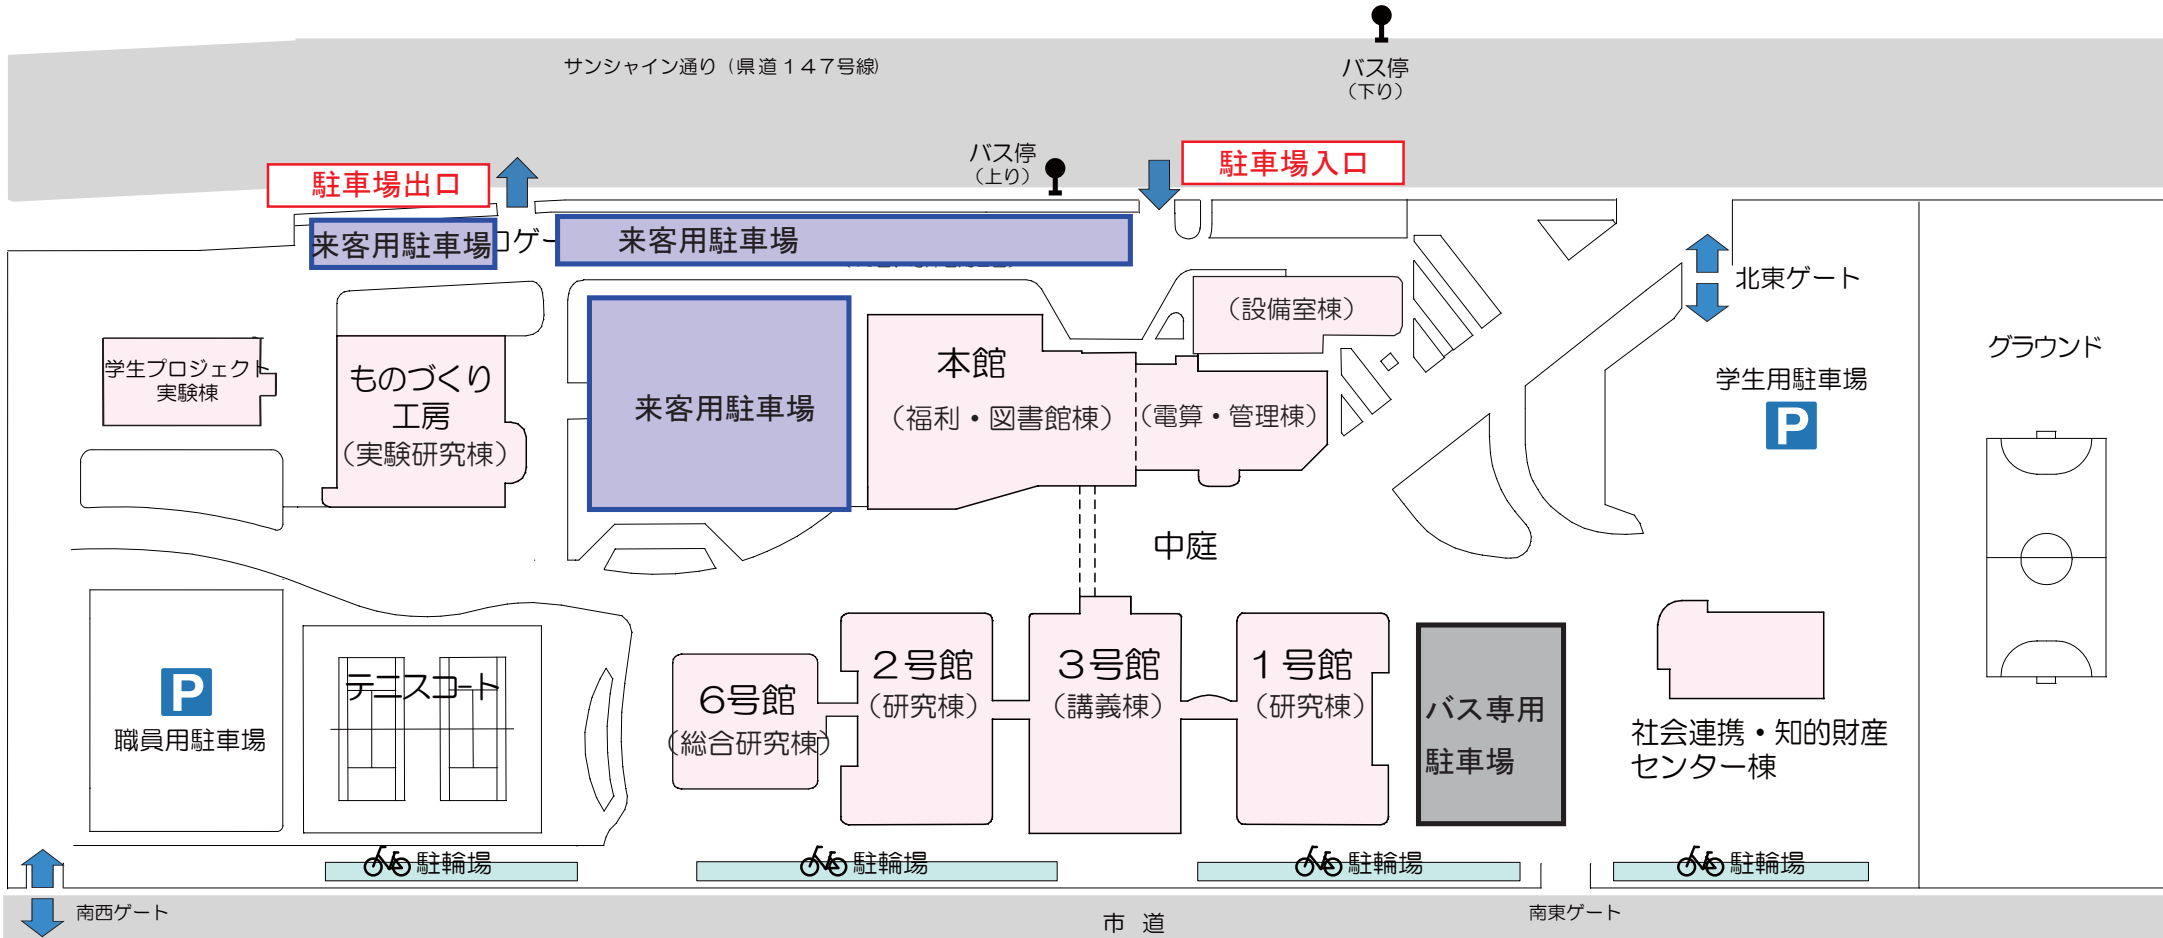 サンシャイン通り（県道１４７号線）
バス停
（下り）
バス停
（上り）
駐車場入口
駐車場出口
来客用駐車場
ロゲー
来客用駐車場
北東ゲート
（設備室棟）
学生プロジェクト
実験棟
ものづくり
工房
（実験研究棟）
来客用駐車場
本館
（福利・図書館棟）
（電算・管理棟）
学生用駐車場
P
グラウンド
中庭
P
職員用駐車場
テニスコート
６号館
（総合研究棟）
２号館
（研究棟）
３号館
（講義棟）
１号館
（研究棟）
バス専用
駐車場
社会連携・知的財産
センター棟
駐輪場
駐輪場
駐輪場
駐輪場
南西ゲート
市 道
南東ゲート